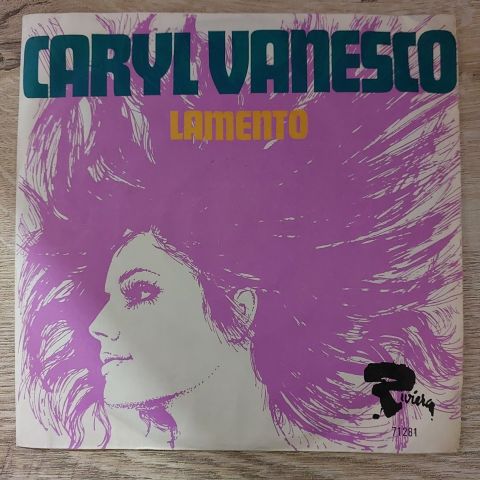 CARYL VANESCO
LAMENTO
Riviera
71281